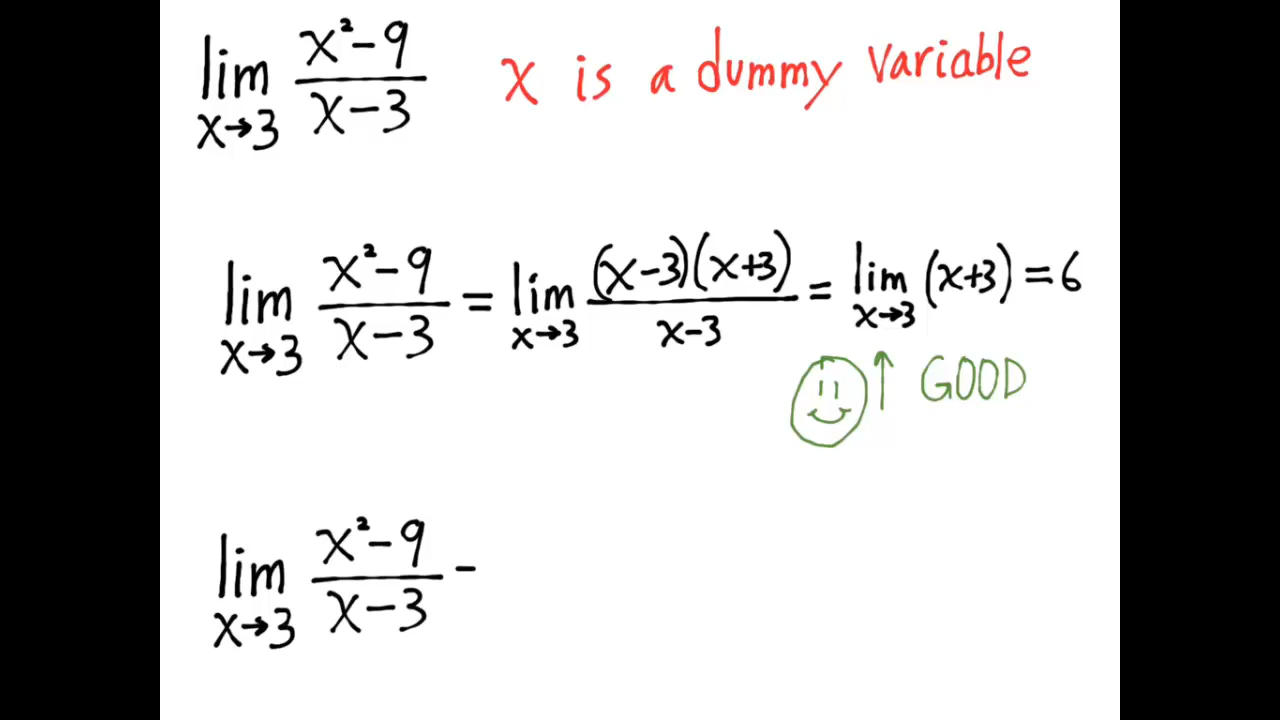 lim x→3 x²-9 / x-3 x is a dummy variable
lim x→3 x²-9 / x-3 = lim x→3 (x-3)(x+3) / x-3 = lim x→3 (x+3) = 6
↑ GOOD
lim x→3 x²-9 / x-3 -